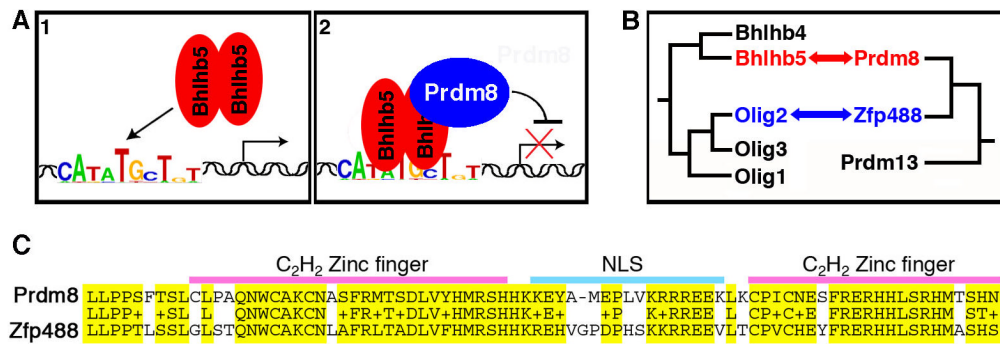 A
1
Bhlhb5
Bhlhb5
CATATGCTGT
2
Prdm8
Bhlhb5
Prdm8
CATATGCTGT
B
Bhlhb4
Bhlhb5
Prdm8
Olig2
Zfp488
Olig3
Prdm13
Olig1
C
C2H2 Zinc finger
NLS
C2H2 Zinc finger
Prdm8 LLPPSFTSLCLPAQNWCAKCNASFRMTSDLVYHMRSHHKKEYA-MEPLVKRRREEKLKCPICNESFRERHHLSRHMTSHN
LLPP+ +SL L QNWCAKCN +FR+T+DLV+HMRSHHK+E+ P K+RREE L CP+C+E FRERHHLSRHM ST+
Zfp488 LLPPTLSSLGLSTQNWCAKCNLAFRLTADLVFHMRSHHKREHVGPDPHSKKRREEVLTCPVCHEYFRERHHLSRHMASHS